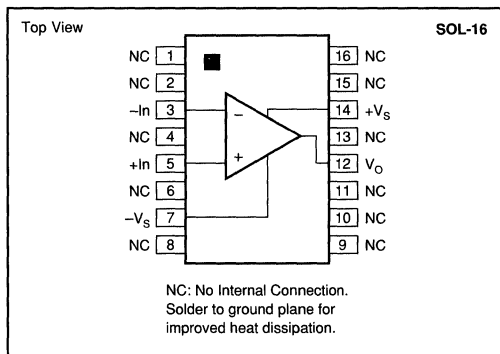 Top View SOL-16
NC 1 16 NC
NC 2 15 NC
–In 3 – 14 +VS
NC 4 13 NC
+In 5 + 12 VO
NC 6 11 NC
–VS 7 10 NC
NC 8 9 NC
NC: No Internal Connection.
Solder to ground plane for
improved heat dissipation.